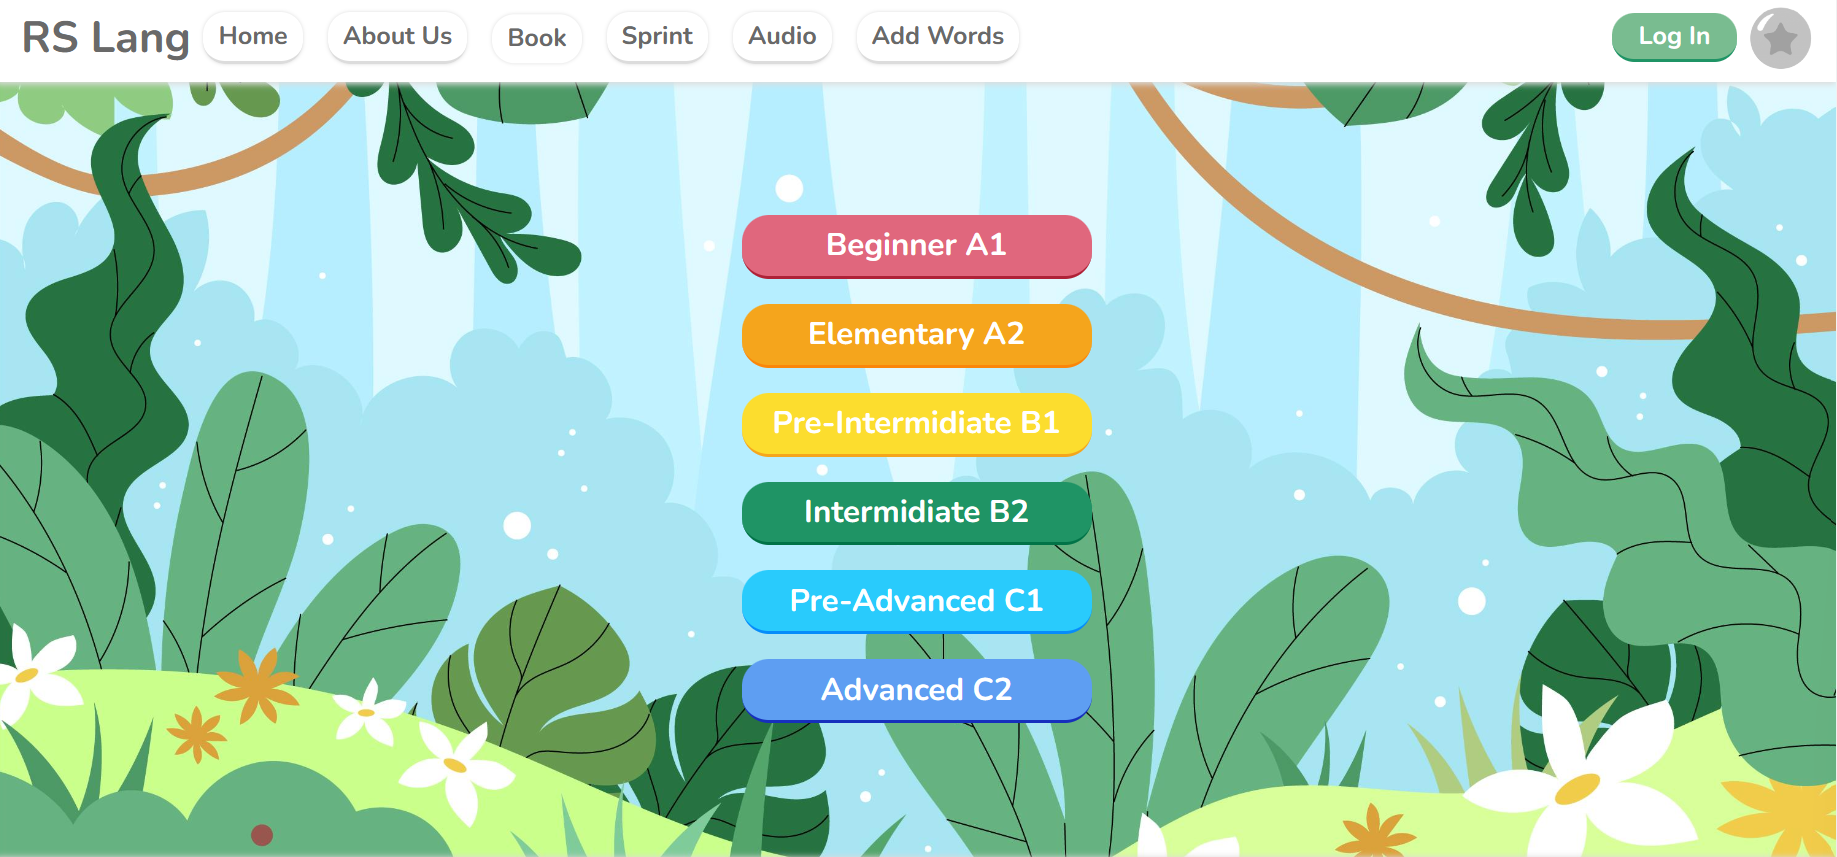 RS Lang Home About Us Book Sprint Audio Add Words Log In
Beginner A1
Elementary A2
Pre-Intermidiate B1
Intermidiate B2
Pre-Advanced C1
Advanced C2